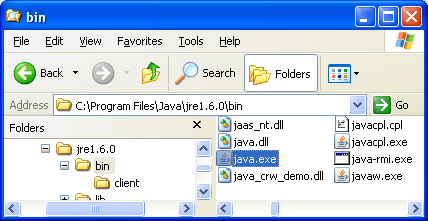 bin
File Edit View Favorites Tools Help
Back Search Folders
Address C:\Program Files\Java\jre1.6.0\bin Go
Folders
jre1.6.0
bin
client
lib
jaas_nt.dll javacpl.cpl
java.dll javacpl.exe
java.exe java-rmi.exe
java_crw_demo.dll javaw.exe